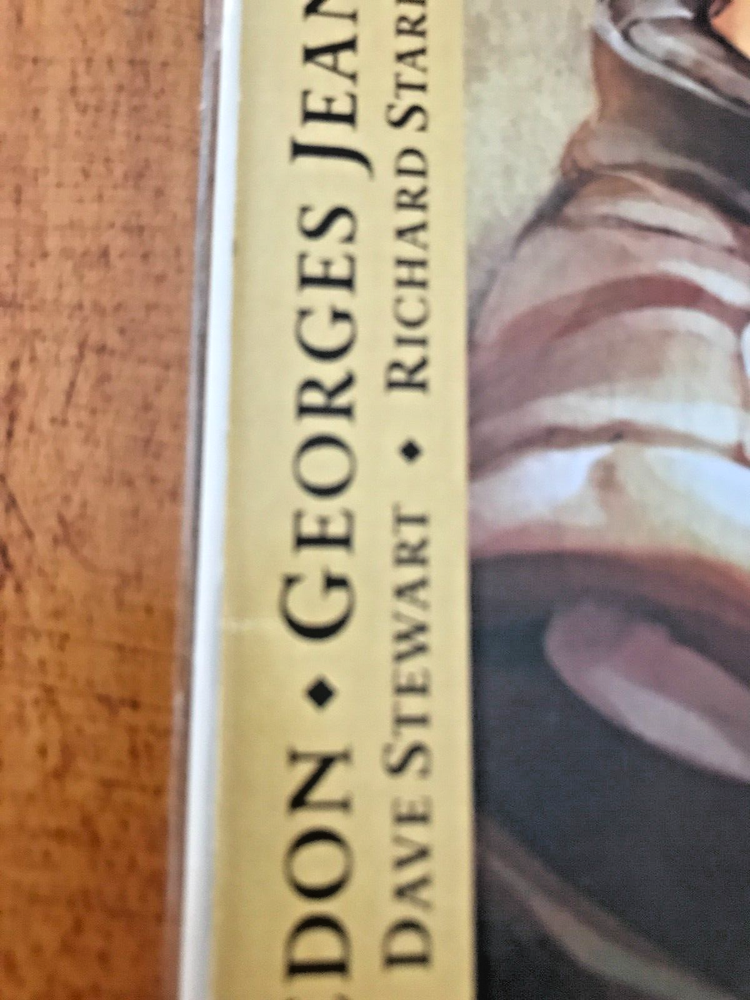 DON ♦ GEORGES JEAN
DAVE STEWART ♦ RICHARD STAR